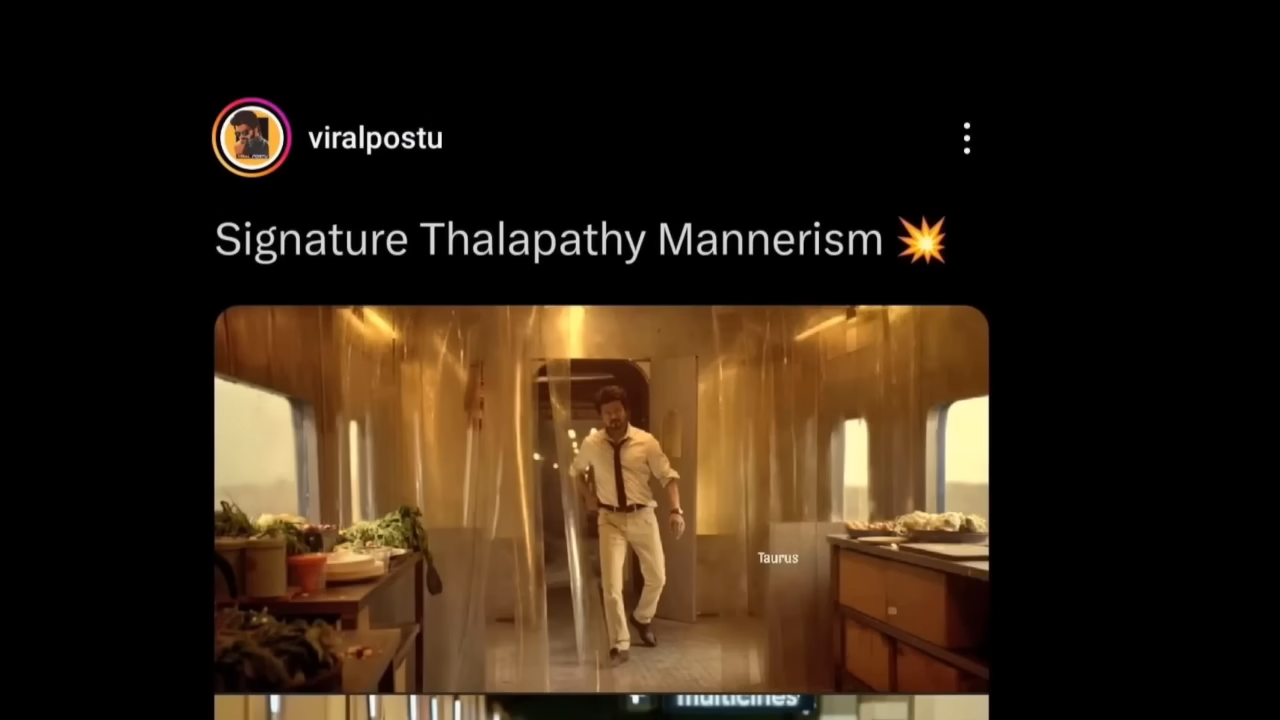 viralpostu
Signature Thalapathy Mannerism 💥
Taurus
multicines